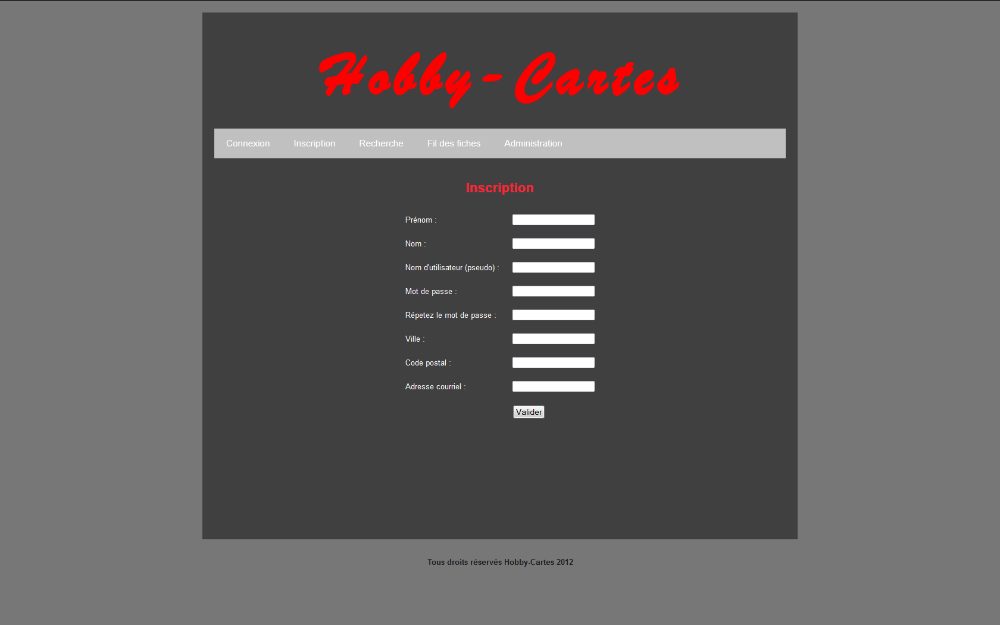 Hobby-Cartes
Connexion Inscription Recherche Fil des fiches Administration
Inscription
Prénom :
Nom :
Nom d'utilisateur (pseudo) :
Mot de passe :
Répetez le mot de passe :
Ville :
Code postal :
Adresse courriel :
Valider
Tous droits réservés Hobby-Cartes 2012